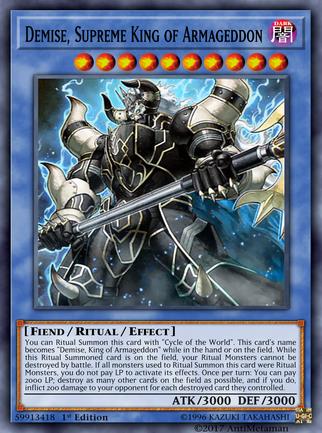 DEMISE, SUPREME KING OF ARMAGEDDON
DARK
闇
[FIEND / RITUAL / EFFECT]
You can Ritual Summon this card with "Cycle of the World". This card's name
becomes "Demise, King of Armageddon" while in the hand or on the field. While
this Ritual Summoned card is on the field, your Ritual Monsters cannot be
destroyed by battle. If all monsters used to Ritual Summon this card were Ritual
Monsters, you do not pay LP to activate its effects. Once per turn: You can pay
2000 LP; destroy as many other cards on the field as possible, and if you do,
inflict 200 damage to your opponent for each destroyed card they controlled.
ATK/3000 DEF/3000
59913418 1st Edition ©1996 KAZUKI TAKAHASHI
©2017 AntiMetaman